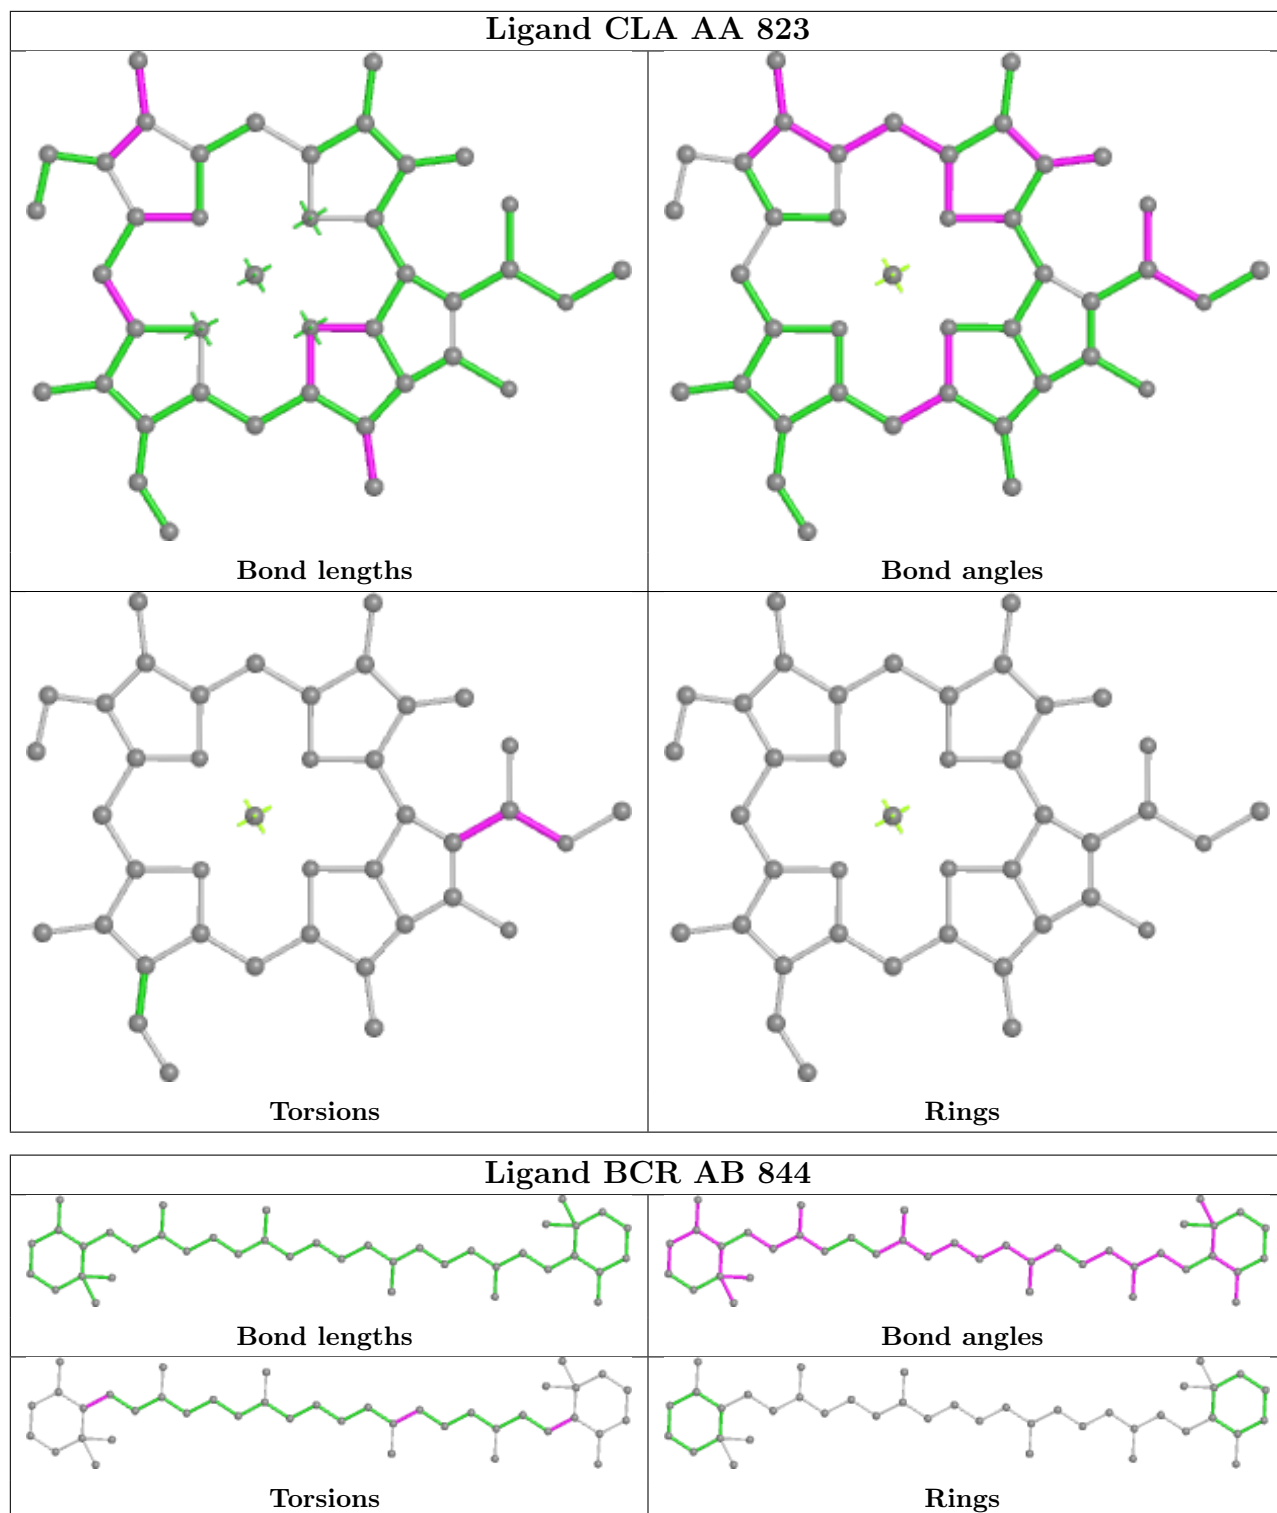 Ligand CLA AA 823
Bond lengths
Bond angles
Torsions
Rings
Ligand BCR AB 844
Bond lengths
Bond angles
Torsions
Rings